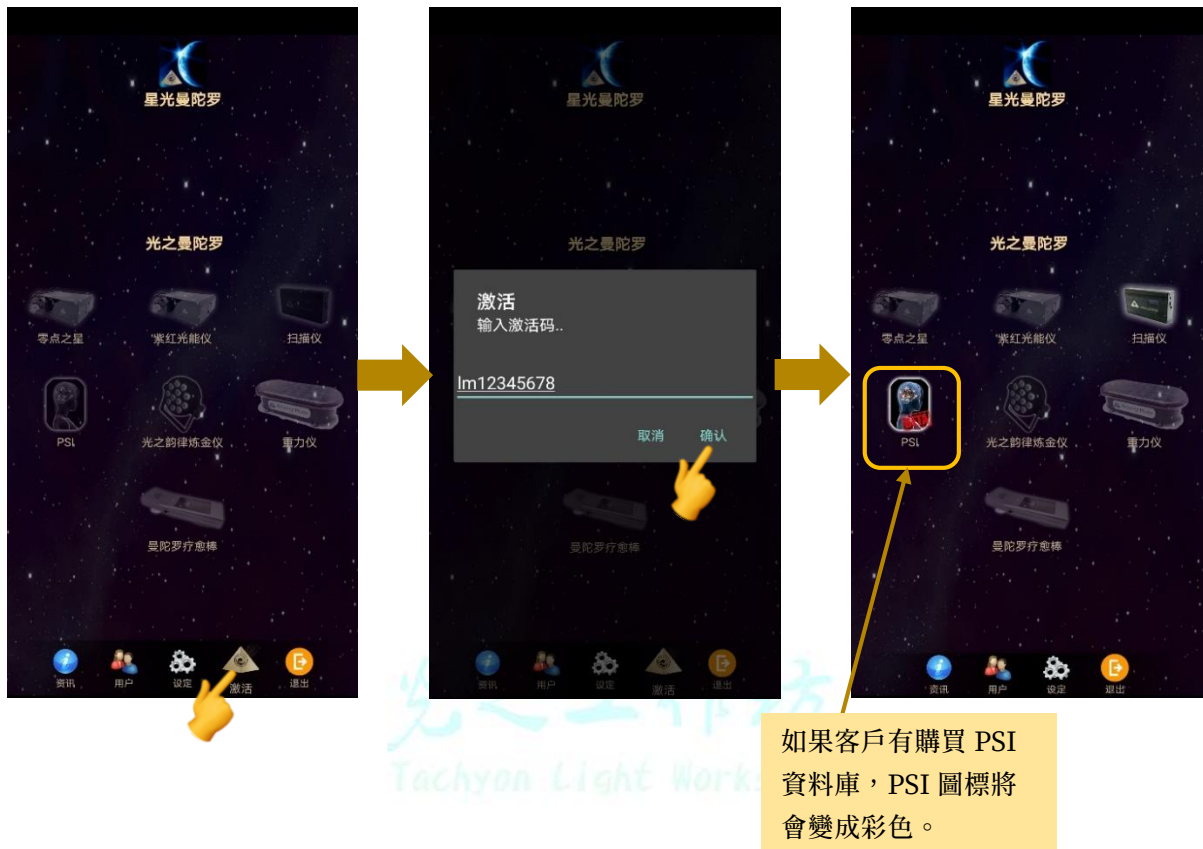 星光曼陀罗
光之曼陀罗
零点之星
紫红光能仪
扫描仪
PSI
光之韵律炼金仪
重力仪
曼陀罗疗愈棒
资讯
用户
设定
激活
退出
星光曼陀罗
光之曼陀罗
激活
输入激活码..
lm12345678
取消
确认
曼陀罗疗愈棒
资讯
用户
设定
激活
退出
星光曼陀罗
光之曼陀罗
零点之星
紫红光能仪
扫描仪
PSI
光之韵律炼金仪
重力仪
曼陀罗疗愈棒
资讯
用户
设定
退出
如果客戶有購買 PSI
資料庫，PSI 圖標將
會變成彩色。
光之工作坊
Tachyon Light Works